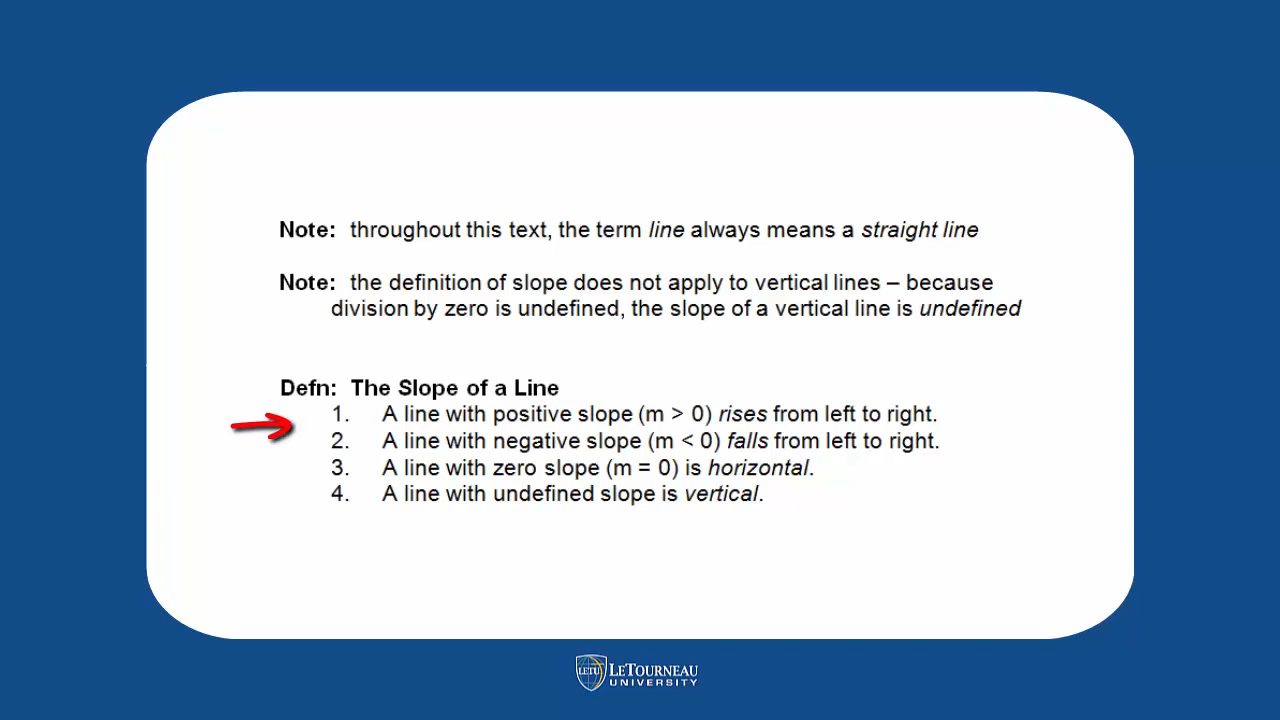 Note: throughout this text, the term line always means a straight line
Note: the definition of slope does not apply to vertical lines – because
division by zero is undefined, the slope of a vertical line is undefined
Defn: The Slope of a Line
1. A line with positive slope (m > 0) rises from left to right.
2. A line with negative slope (m < 0) falls from left to right.
3. A line with zero slope (m = 0) is horizontal.
4. A line with undefined slope is vertical.
LETU
LETOURNEAU
UNIVERSITY